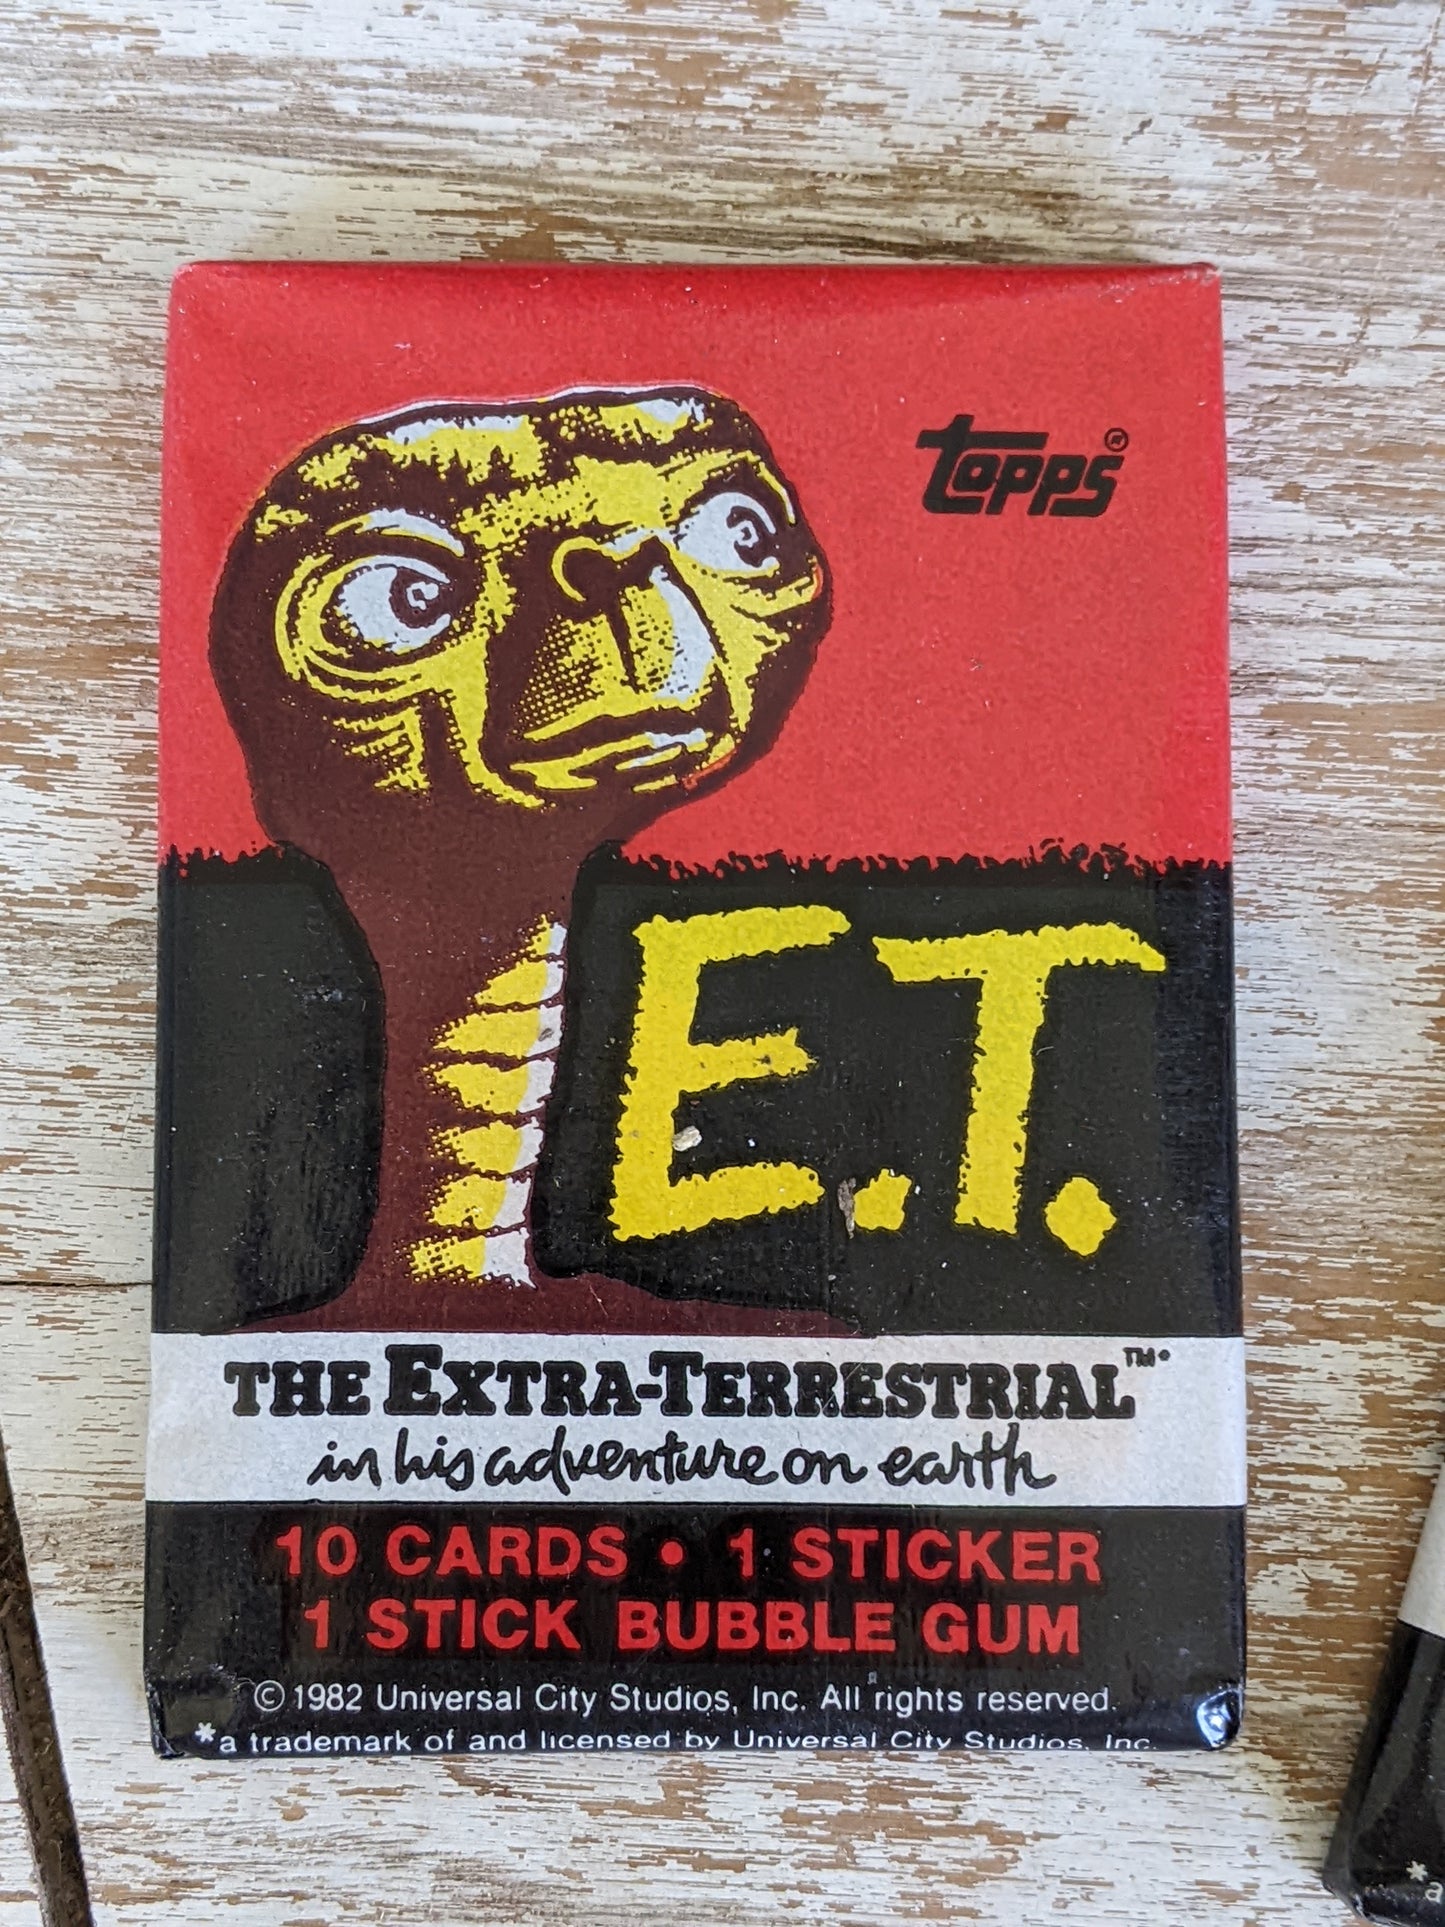 topps®
E.T.
THE EXTRA-TERRESTRIAL™*
in his adventure on earth
10 CARDS • 1 STICKER
1 STICK BUBBLE GUM
© 1982 Universal City Studios, Inc. All rights reserved.
*a trademark of and licensed by Universal City Studios, Inc.
*a